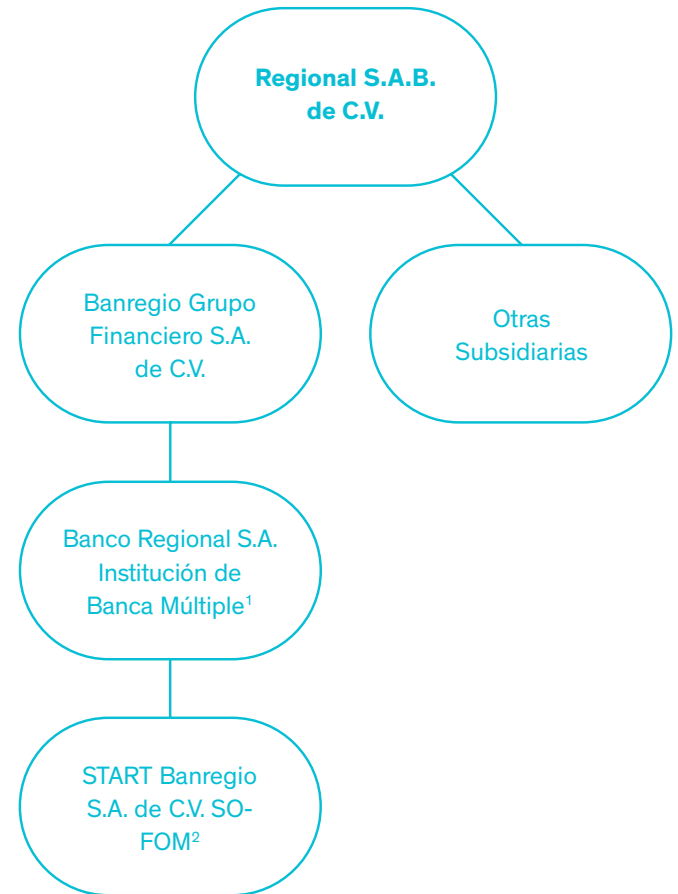 Regional S.A.B.
de C.V.
Banregio Grupo
Financiero S.A.
de C.V.
Otras
Subsidiarias
Banco Regional S.A.
Institución de
Banca Múltiple¹
START Banregio
S.A. de C.V. SO-
FOM²